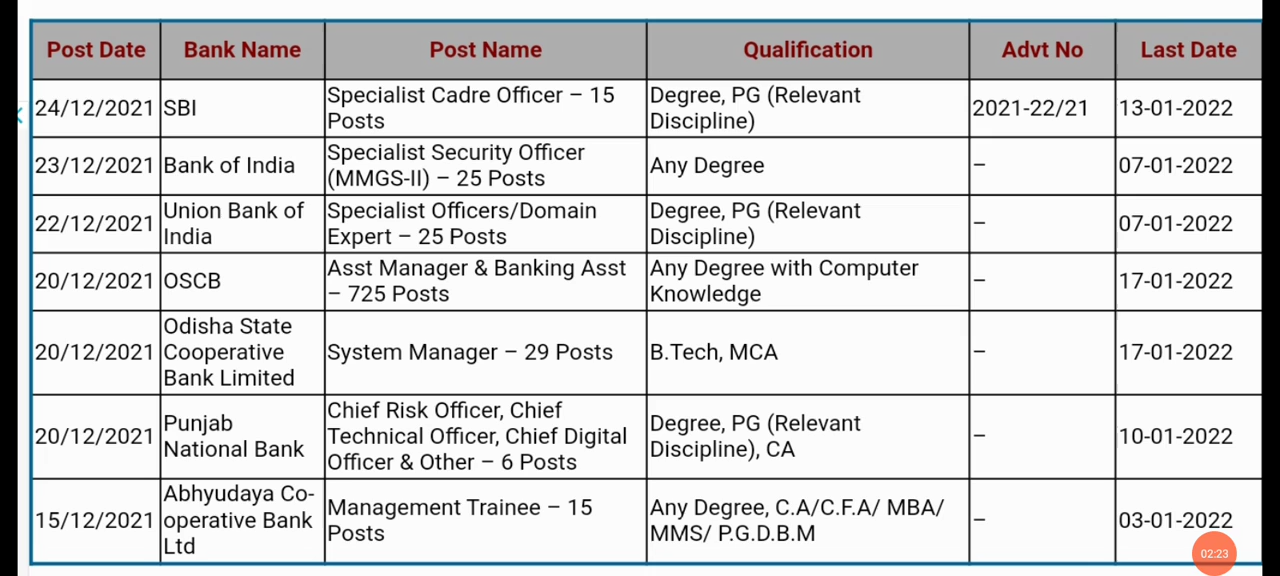 Post Date Bank Name Post Name Qualification Advt No Last Date
24/12/2021 SBI Specialist Cadre Officer – 15 Posts Degree, PG (Relevant Discipline) 2021-22/21 13-01-2022
23/12/2021 Bank of India Specialist Security Officer (MMGS-II) – 25 Posts Any Degree – 07-01-2022
22/12/2021 Union Bank of India Specialist Officers/Domain Expert – 25 Posts Degree, PG (Relevant Discipline) – 07-01-2022
20/12/2021 OSCB Asst Manager & Banking Asst – 725 Posts Any Degree with Computer Knowledge – 17-01-2022
20/12/2021 Odisha State Cooperative Bank Limited System Manager – 29 Posts B.Tech, MCA – 17-01-2022
20/12/2021 Punjab National Bank Chief Risk Officer, Chief Technical Officer, Chief Digital Officer & Other – 6 Posts Degree, PG (Relevant Discipline), CA – 10-01-2022
15/12/2021 Abhyudaya Co-operative Bank Ltd Management Trainee – 15 Posts Any Degree, C.A/C.F.A/ MBA/ MMS/ P.G.D.B.M – 03-01-2022
02:23